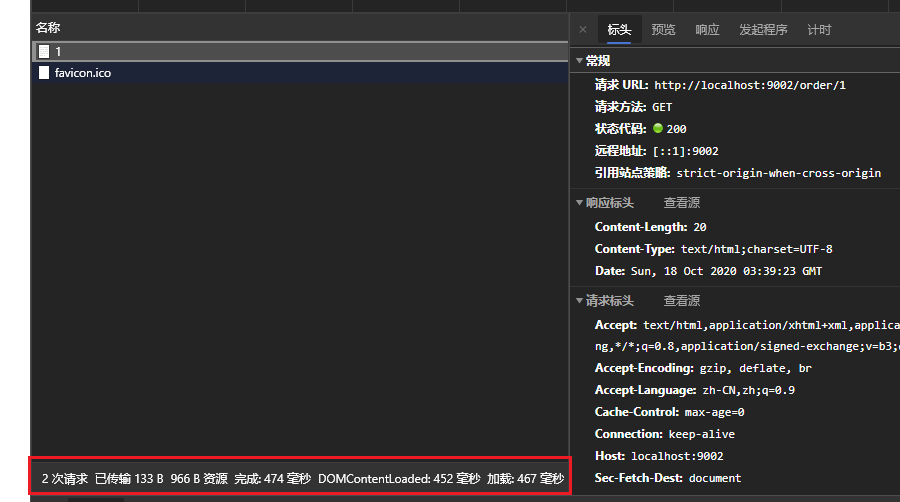 名称
1
favicon.ico
2 次请求 已传输 133 B 966 B 资源 完成: 474 毫秒 DOMContentLoaded: 452 毫秒 加载: 467 毫秒
× 标头 预览 响应 发起程序 计时
常规
请求 URL: http://localhost:9002/order/1
请求方法: GET
状态代码: 200
远程地址: [::1]:9002
引用站点策略: strict-origin-when-cross-origin
响应标头 查看源
Content-Length: 20
Content-Type: text/html;charset=UTF-8
Date: Sun, 18 Oct 2020 03:39:23 GMT
请求标头 查看源
Accept: text/html,application/xhtml+xml,applica
ng,*/*;q=0.8,application/signed-exchange;v=b3;
Accept-Encoding: gzip, deflate, br
Accept-Language: zh-CN,zh;q=0.9
Cache-Control: max-age=0
Connection: keep-alive
Host: localhost:9002
Sec-Fetch-Dest: document